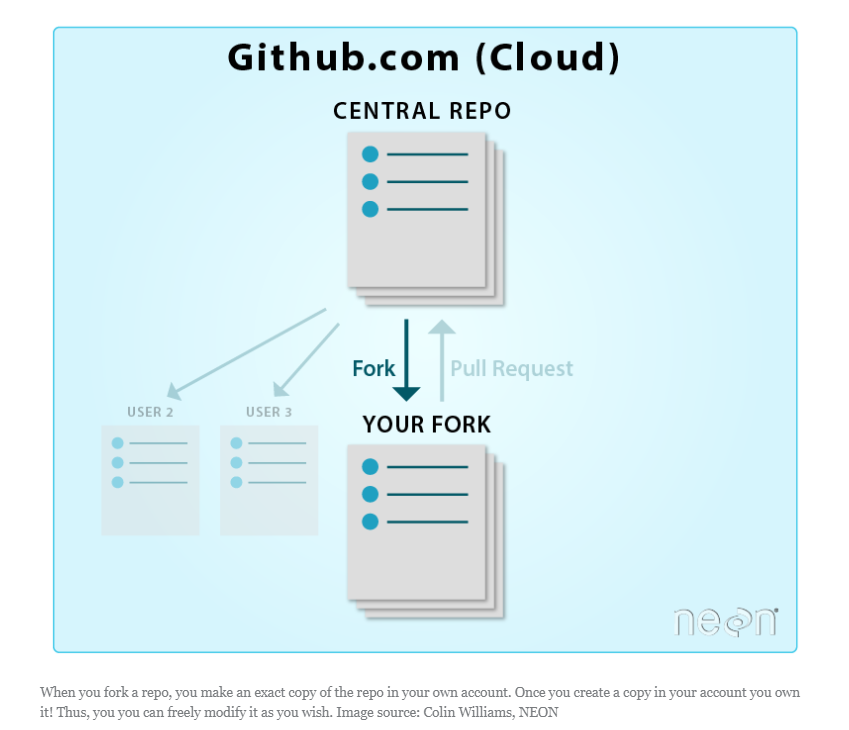 Github.com (Cloud)
CENTRAL REPO
Fork
Pull Request
USER 2
USER 3
YOUR FORK
neon
When you fork a repo, you make an exact copy of the repo in your own account. Once you create a copy in your account you own
it! Thus, you you can freely modify it as you wish. Image source: Colin Williams, NEON